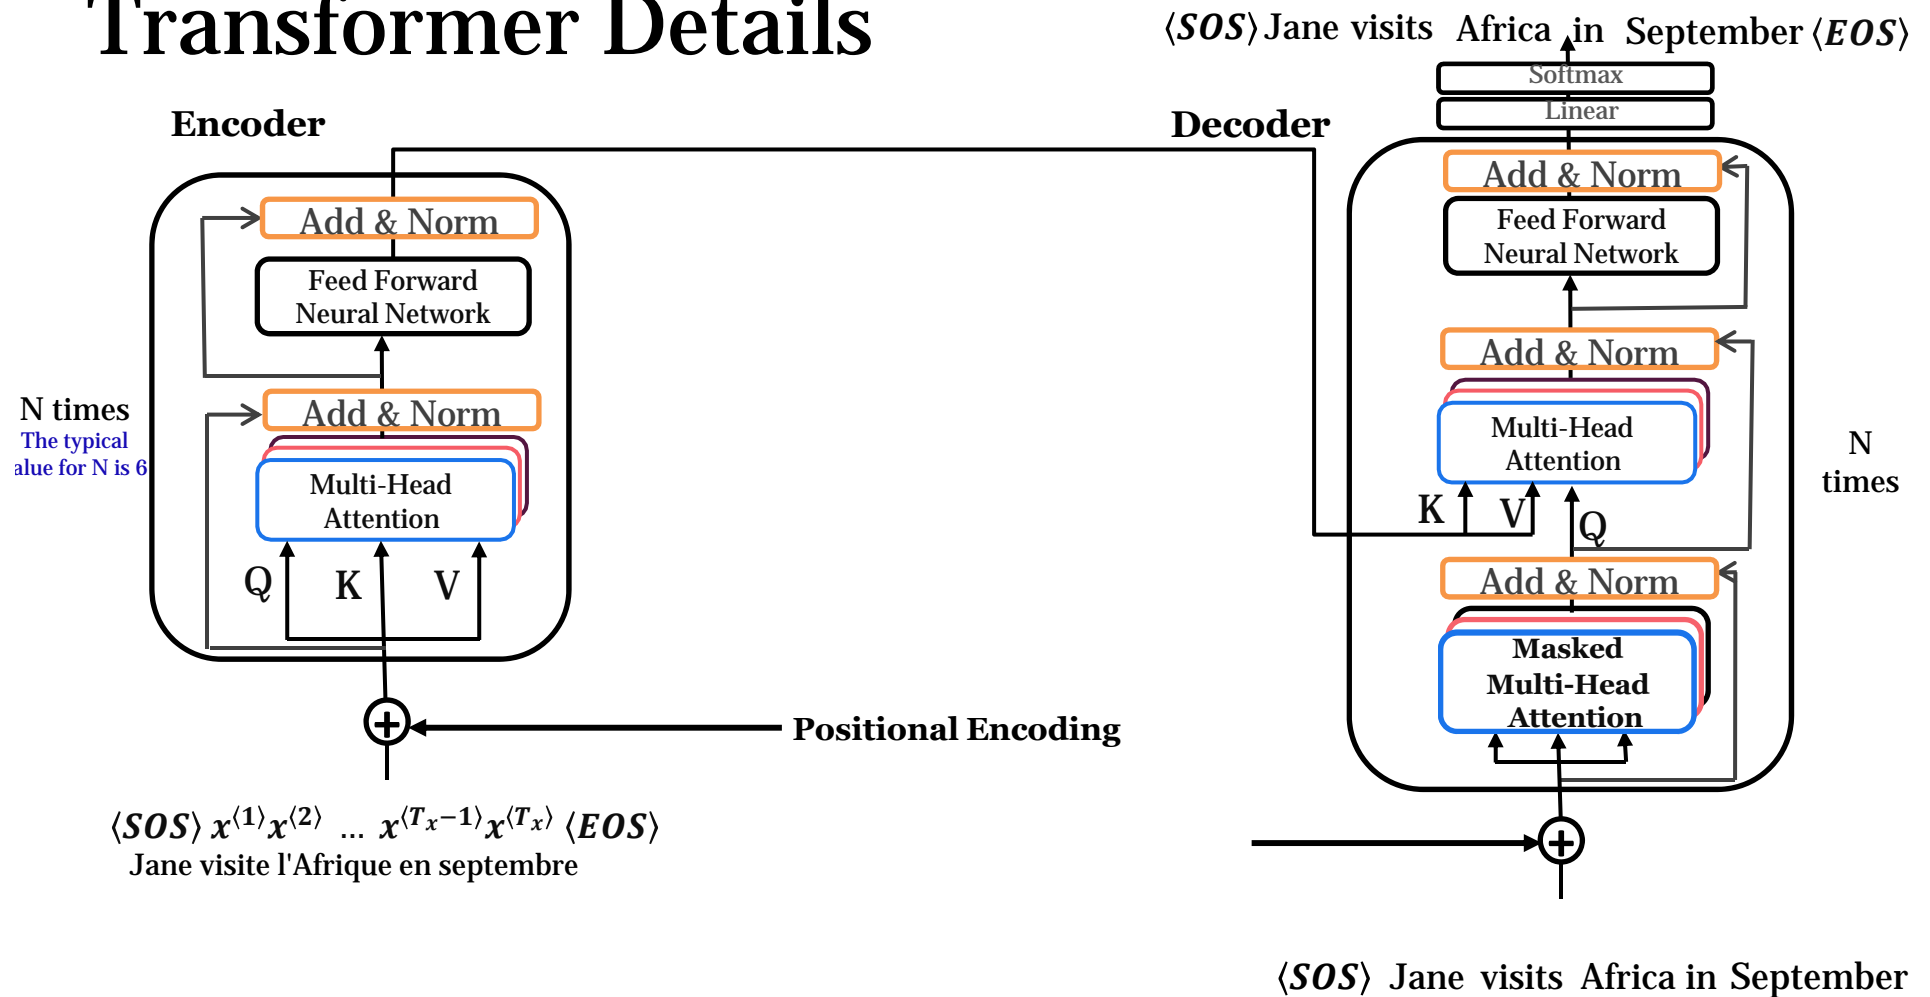 Transformer Details
⟨SOS⟩ Jane visits Africa in September ⟨EOS⟩
Softmax
Linear
Encoder
Decoder
Add & Norm
Feed Forward
Neural Network
Add & Norm
Multi-Head
Attention
Q K V
N times
The typical
alue for N is 6
Add & Norm
Feed Forward
Neural Network
Add & Norm
Multi-Head
Attention
K V Q
Add & Norm
Masked
Multi-Head
Attention
N
times
Positional Encoding
⟨SOS⟩ x⟨1⟩x⟨2⟩ … x⟨Tx−1⟩x⟨Tx⟩ ⟨EOS⟩
Jane visite l'Afrique en septembre
⟨SOS⟩ Jane visits Africa in September